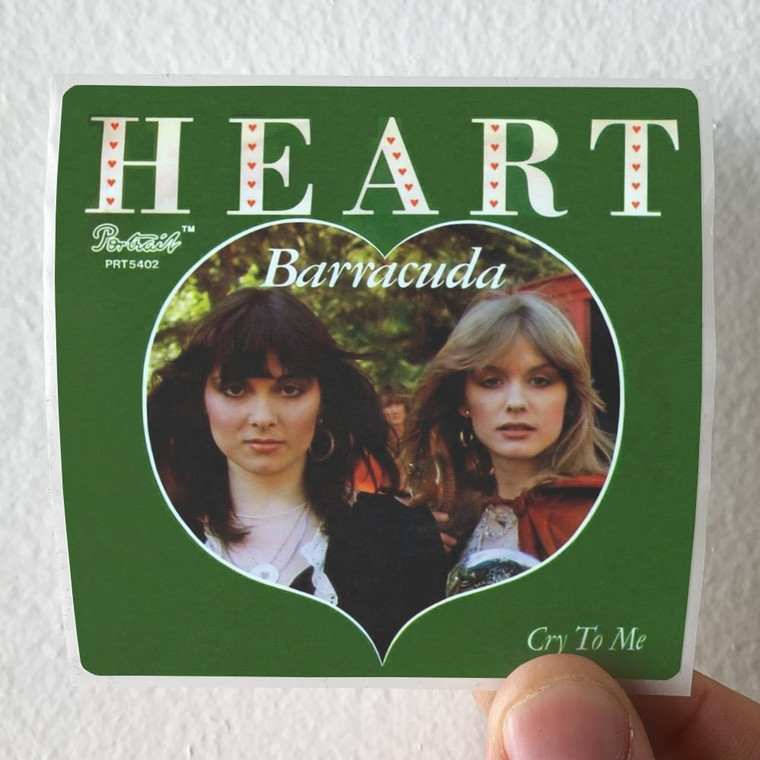 HEART
Portrait™
PRT5402
Barracuda
Cry To Me